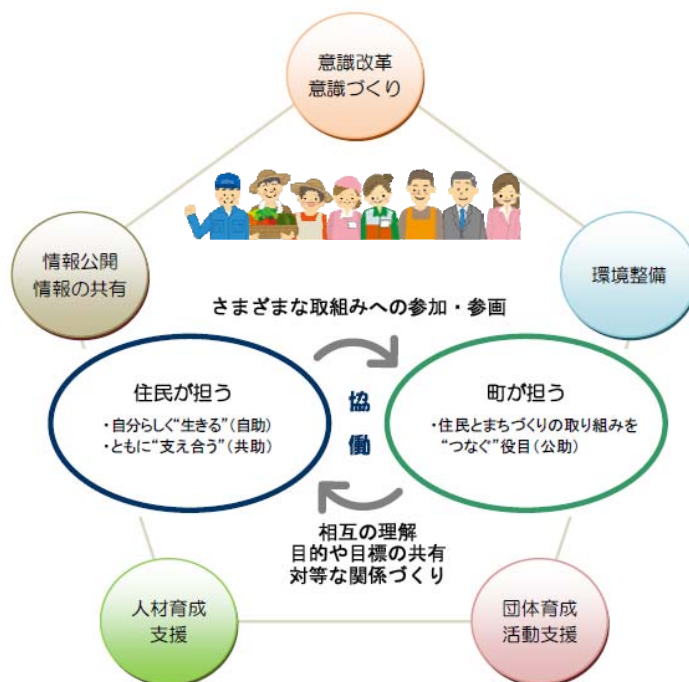 意識改革
意識づくり
情報公開
情報の共有
環境整備
さまざまな取組みへの参加・参画
住民が担う
・自分らしく“生きる”(自助)
・ともに“支え合う”(共助)
協
働
町が担う
・住民とまちづくりの取り組みを
“つなぐ”役目(公助)
相互の理解
目的や目標の共有
対等な関係づくり
人材育成
支援
団体育成
活動支援